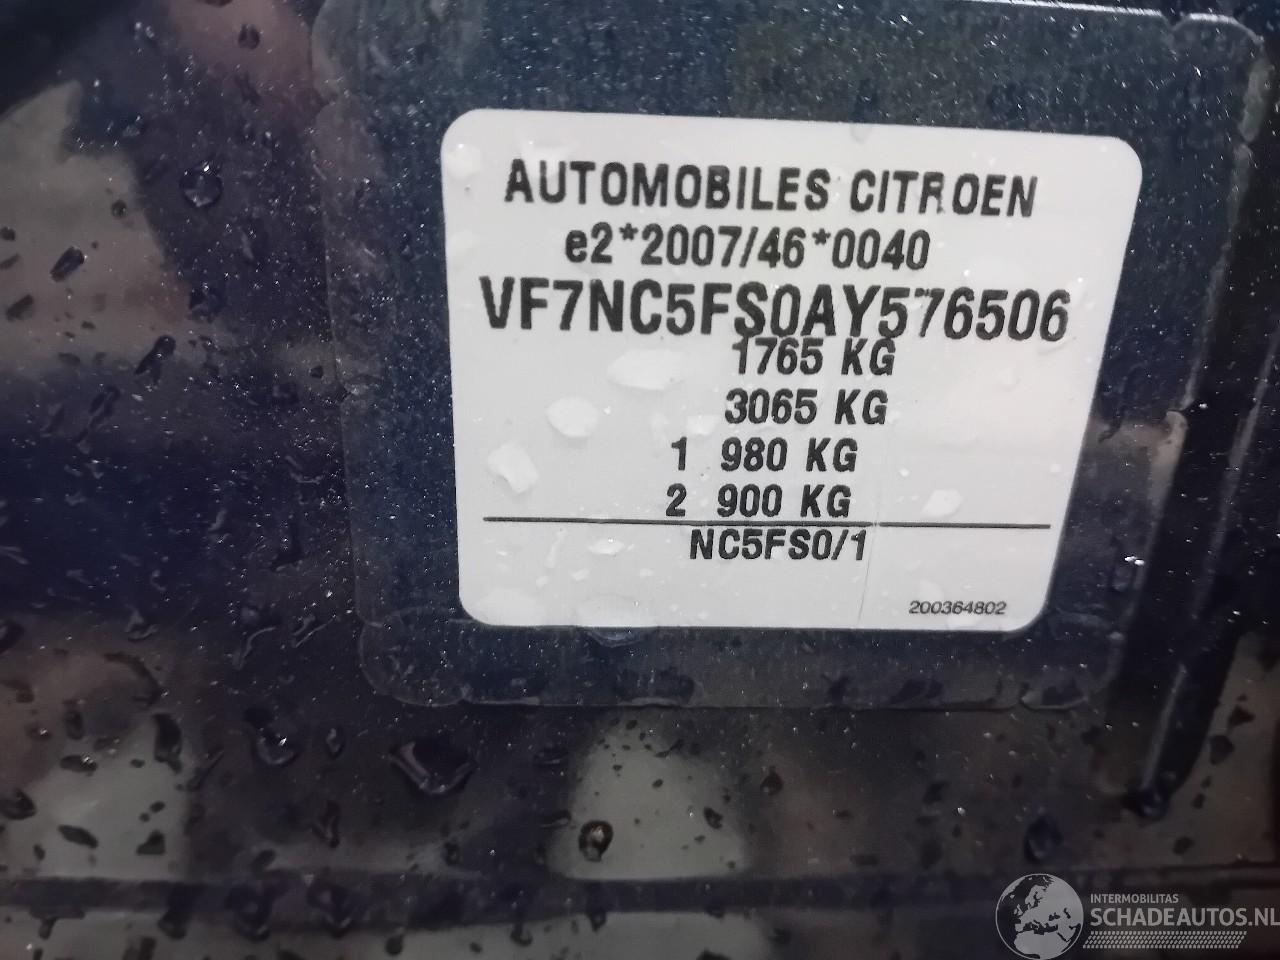 AUTOMOBILES CITROEN
e2*2007/46*0040
VF7NC5FS0AY576506
1765 KG
3065 KG
1 980 KG
2 900 KG
NC5FS0/1
200364802
INTERMOBILITAS
SCHADEAUTOS.NL